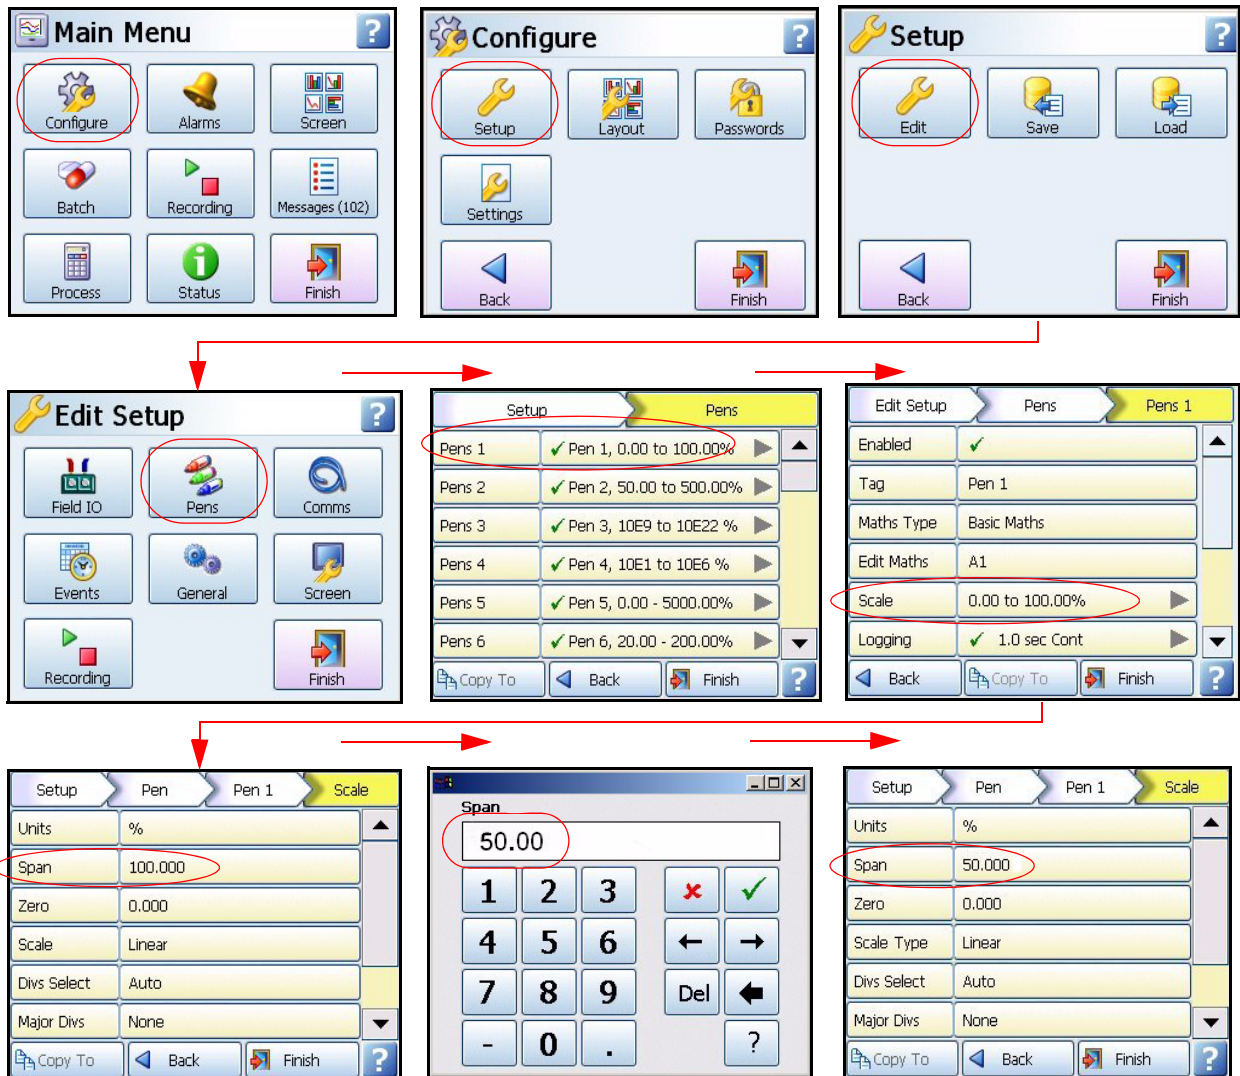 Main Menu ?
Configure Alarms Screen
Batch Recording Messages (102)
Process Status Finish
Configure ?
Setup Layout Passwords
Settings
Back Finish
Setup ?
Edit Save Load
Back Finish
Edit Setup ?
Field IO Pens Comms
Events General Screen
Recording Finish
Setup Pens
Pens 1 ✓ Pen 1, 0.00 to 100.00%
Pens 2 ✓ Pen 2, 50.00 to 500.00%
Pens 3 ✓ Pen 3, 10E9 to 10E22 %
Pens 4 ✓ Pen 4, 10E1 to 10E6 %
Pens 5 ✓ Pen 5, 0.00 - 5000.00%
Pens 6 ✓ Pen 6, 20.00 - 200.00%
Copy To Back Finish ?
Edit Setup Pens Pens 1
Enabled ✓
Tag Pen 1
Maths Type Basic Maths
Edit Maths A1
Scale 0.00 to 100.00%
Logging ✓ 1.0 sec Cont
Back Copy To Finish ?
Setup Pen Pen 1 Scale
Units %
Span 100.000
Zero 0.000
Scale Linear
Divs Select Auto
Major Divs None
Copy To Back Finish ?
Span
50.00
1 2 3 ✗ ✓
4 5 6 ← →
7 8 9 Del ←
- 0 . ?
Setup Pen Pen 1 Scale
Units %
Span 50.000
Zero 0.000
Scale Type Linear
Divs Select Auto
Major Divs None
Copy To Back Finish ?